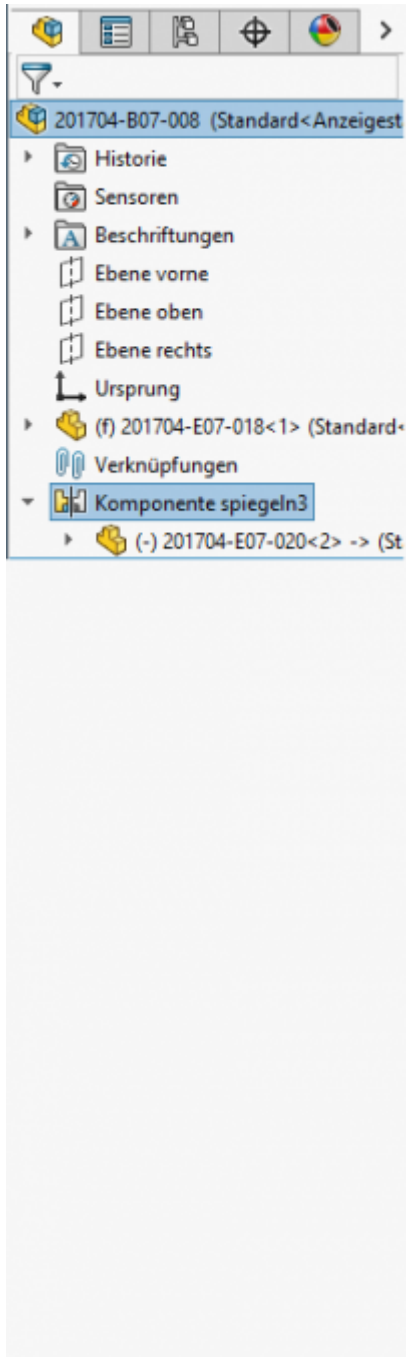 201704-B07-008 (Standard<Anzeigest
Historie
Sensoren
Beschriftungen
Ebene vorne
Ebene oben
Ebene rechts
Ursprung
(f) 201704-E07-018<1> (Standard<
Verknüpfungen
Komponente spiegeln3
(-) 201704-E07-020<2> -> (St